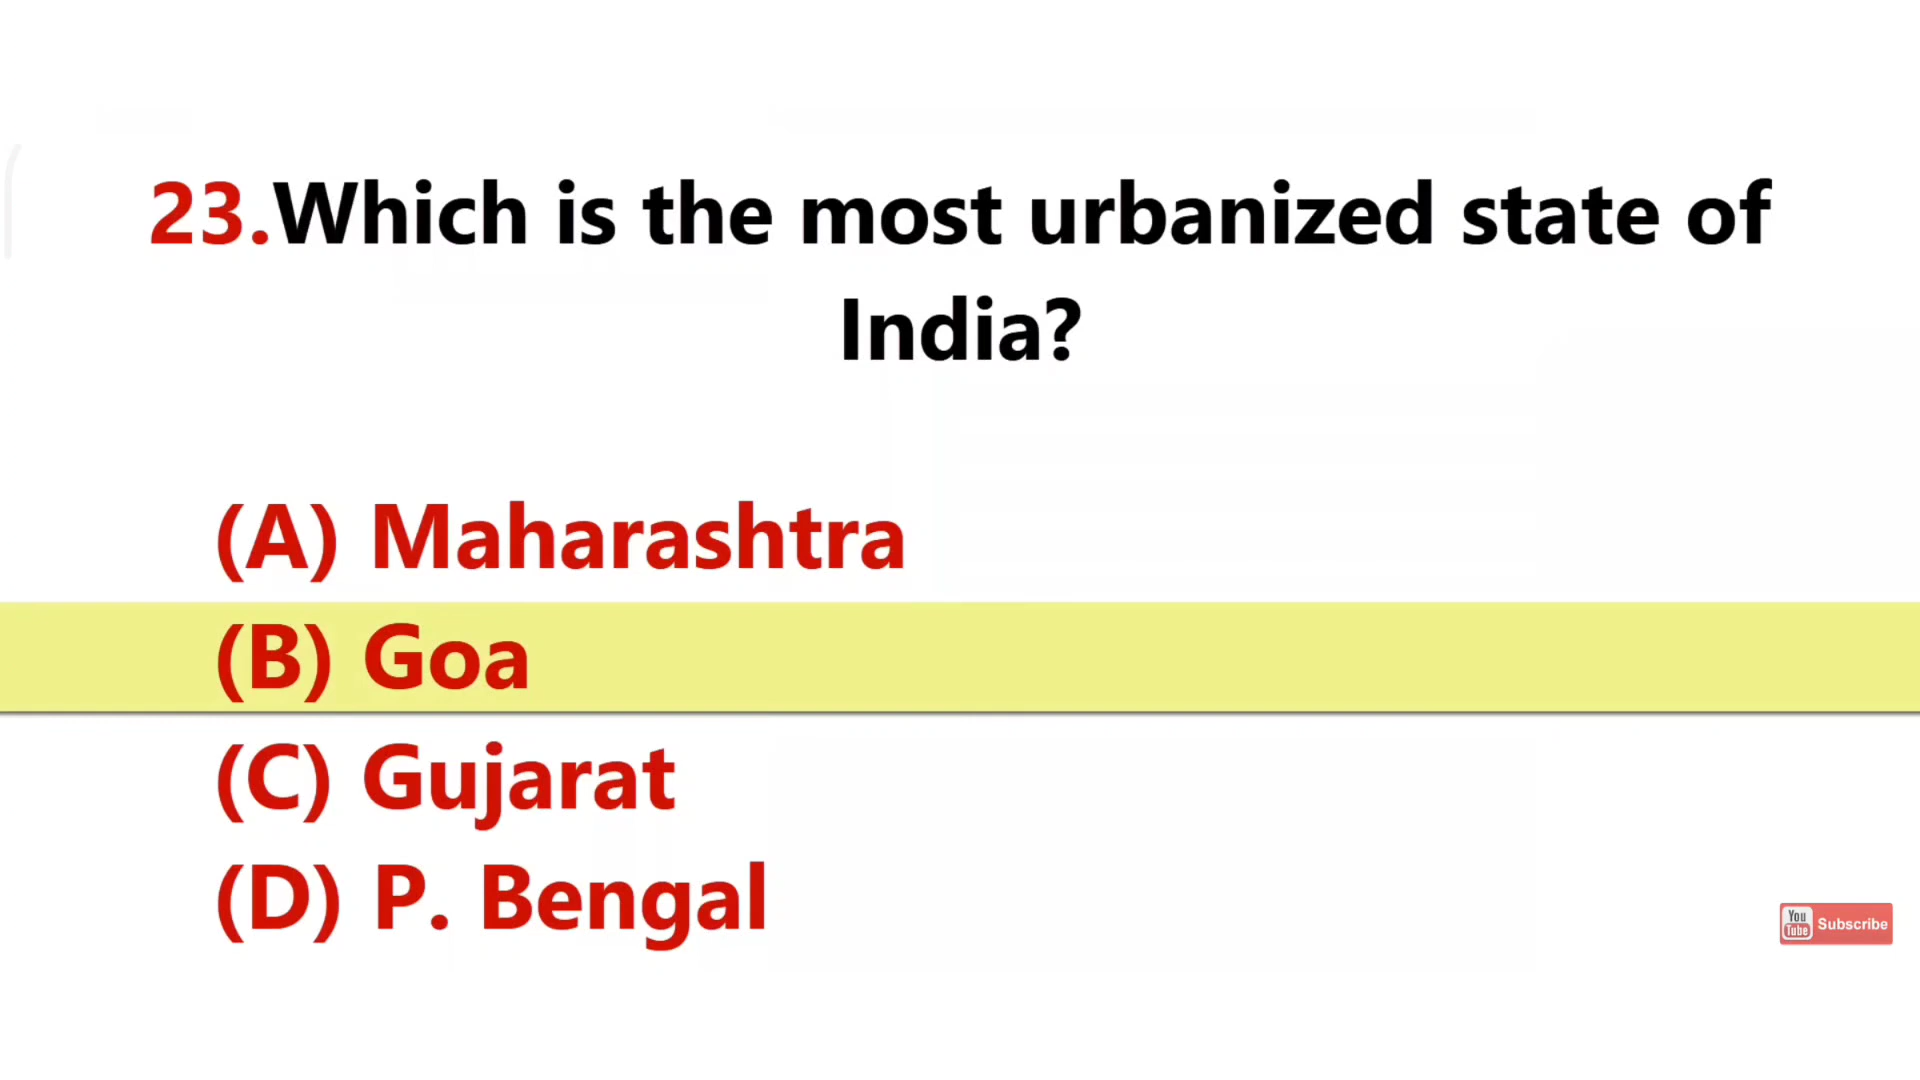 23.Which is the most urbanized state of
India?
(A) Maharashtra
(B) Goa
(C) Gujarat
(D) P. Bengal
You
Tube
Subscribe